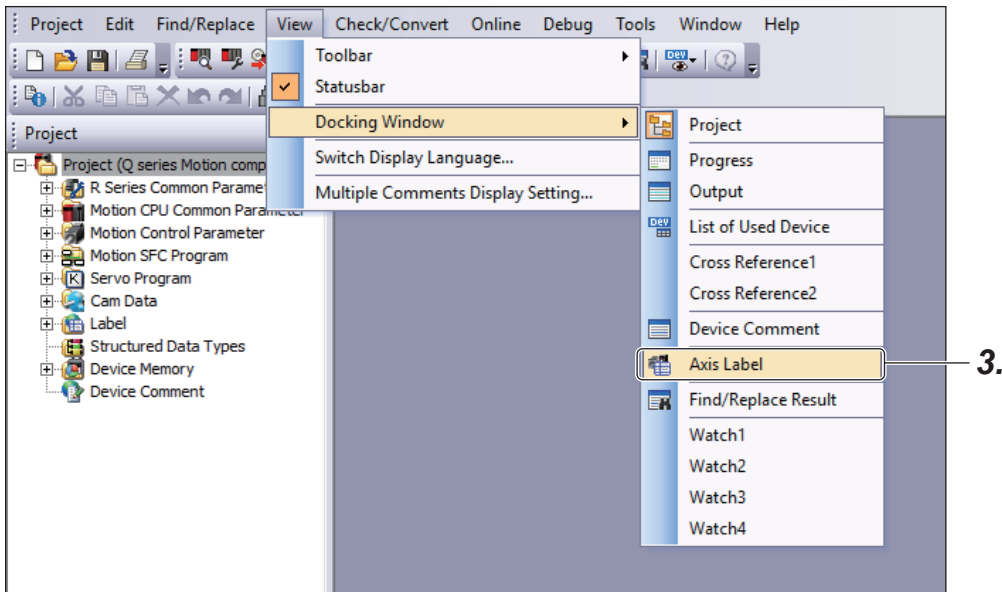 Project Edit Find/Replace View Check/Convert Online Debug Tools Window Help
Toolbar
Statusbar
Docking Window
Switch Display Language...
Multiple Comments Display Setting...
Project
Project (Q series Motion comp
R Series Common Paramet
Motion CPU Common Parameter
Motion Control Parameter
Motion SFC Program
K Servo Program
Cam Data
Label
Structured Data Types
Device Memory
Device Comment
Dev
Project
Progress
Output
Dev List of Used Device
Cross Reference1
Cross Reference2
Device Comment
Axis Label
3.
Find/Replace Result
Watch1
Watch2
Watch3
Watch4